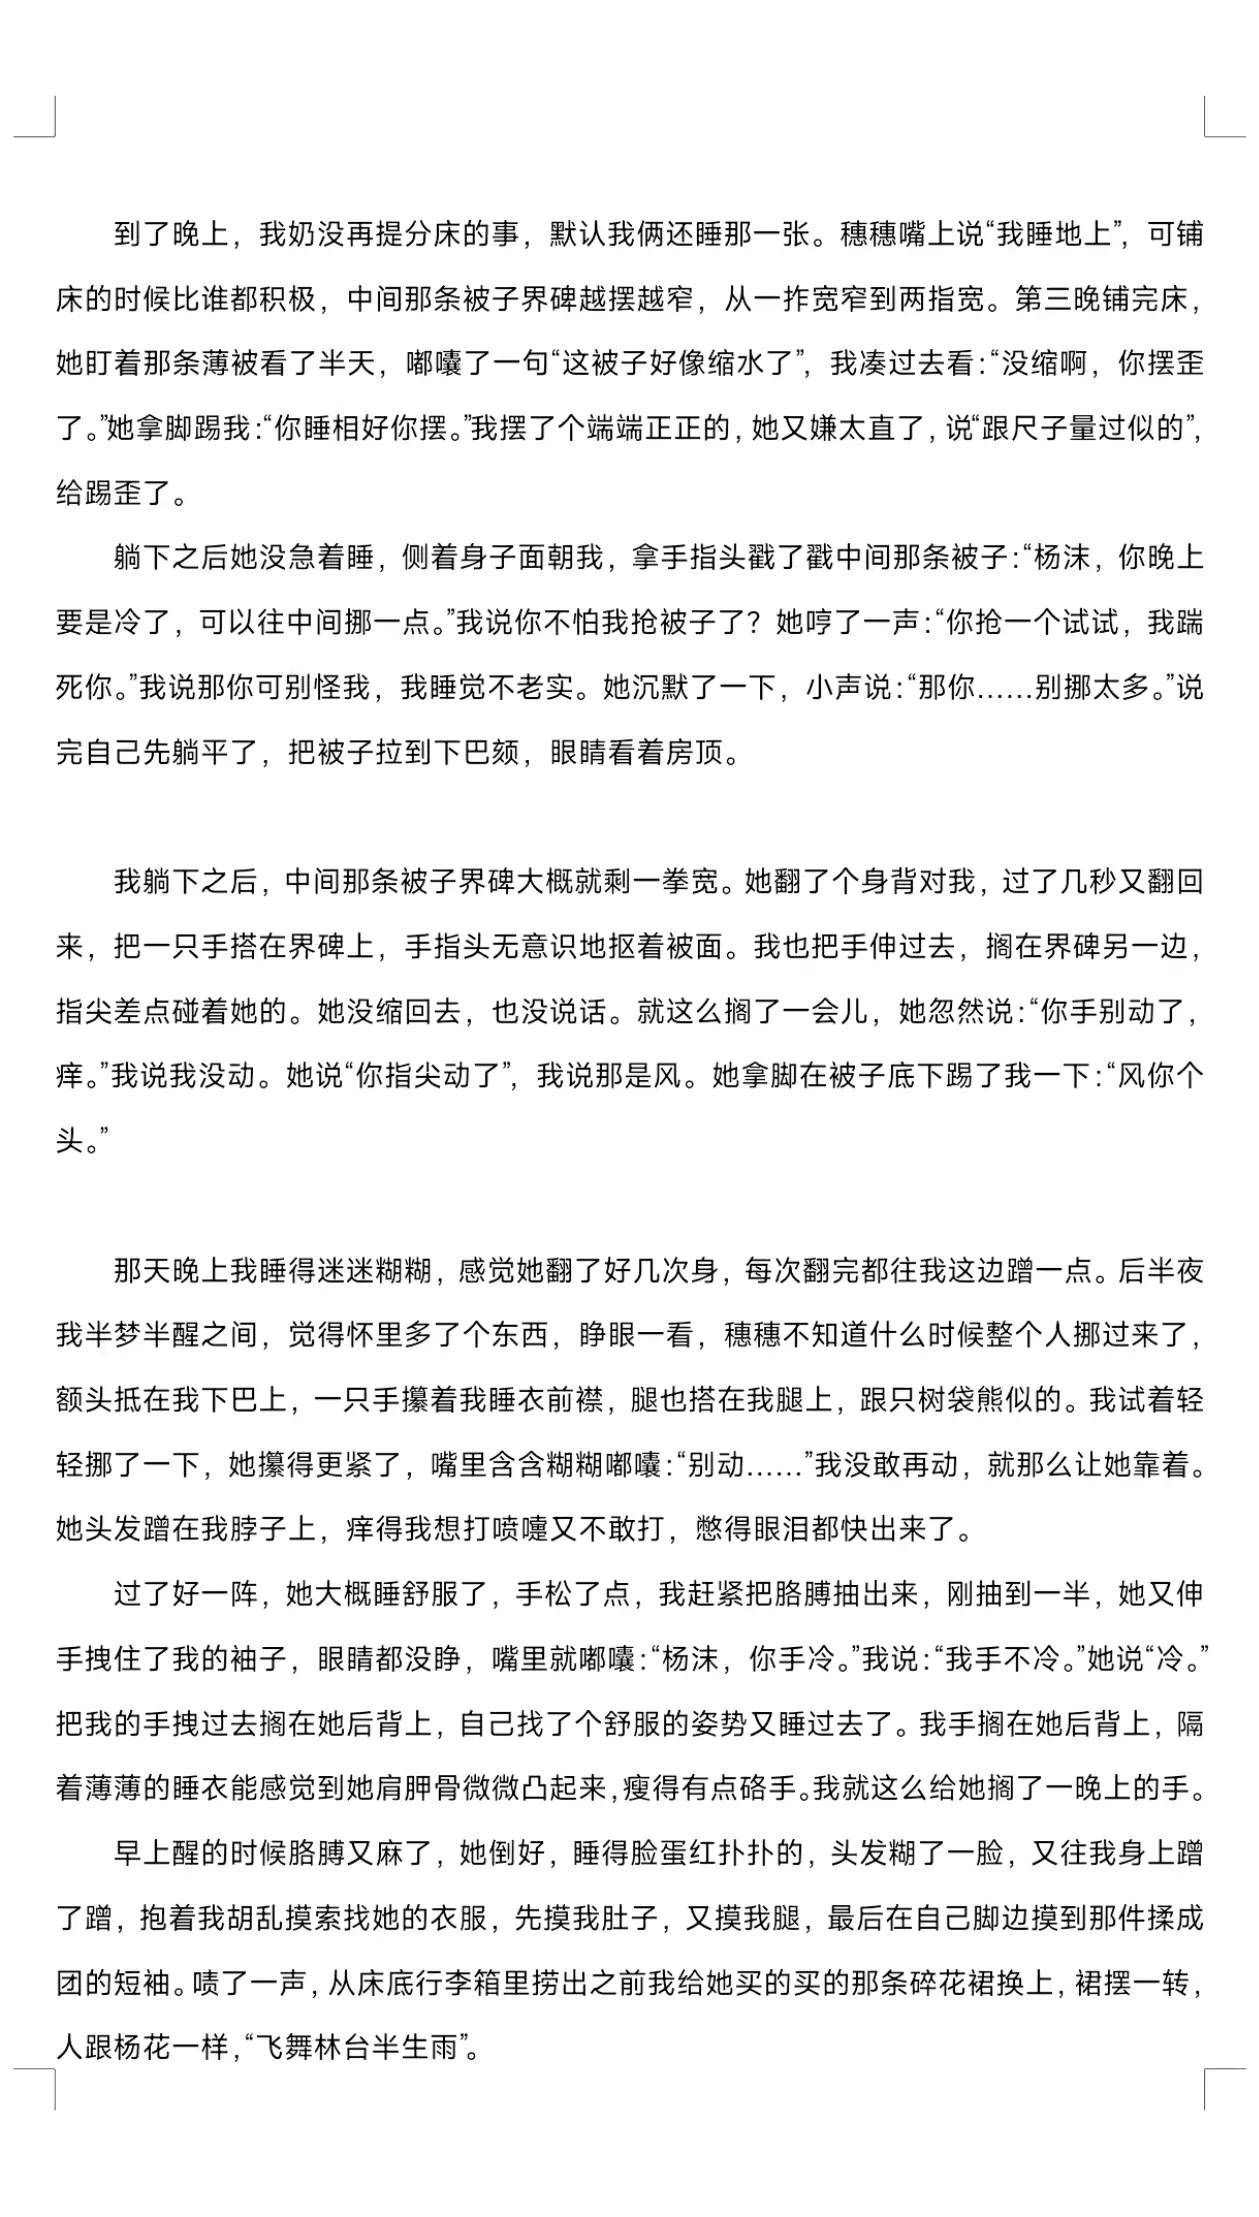 到了晚上，我奶没再提分床的事，默认我俩还睡那一张。穗穗嘴上说“我睡地上”，可铺
床的时候比谁都积极，中间那条被子界碑越摆越窄，从一拃宽窄到两指宽。第三晚铺完床，
她盯着那条薄被看了半天，嘟囔了一句“这被子好像缩水了”，我凑过去看：“没缩啊，你摆歪
了。”她拿脚踢我：“你睡相好你摆。”我摆了个端端正正的，她又嫌太直了，说“跟尺子量过似的”，
给踢歪了。
躺下之后她没急着睡，侧着身子面朝我，拿手指头戳了戳中间那条被子：“杨沫，你晚上
要是冷了，可以往中间挪一点。”我说你不怕我抢被子了？她哼了一声：“你抢一个试试，我踹
死你。”我说那你可别怪我，我睡觉不老实。她沉默了一下，小声说：“那你……别挪太多。”说
完自己先躺平了，把被子拉到下巴颏，眼睛看着房顶。
我躺下之后，中间那条被子界碑大概就剩一拳宽。她翻了个身背对我，过了几秒又翻回
来，把一只手搭在界碑上，手指头无意识地抠着被面。我也把手伸过去，搁在界碑另一边，
指尖差点碰着她的。她没缩回去，也没说话。就这么搁了一会儿，她忽然说：“你手别动了，
痒。”我说我没动。她说“你指尖动了”，我说那是风。她拿脚在被子底下踢了我一下：“风你个
头。”
那天晚上我睡得迷迷糊糊，感觉她翻了好几次身，每次翻完都往我这边蹭一点。后半夜
我半梦半醒之间，觉得怀里多了个东西，睁眼一看，穗穗不知道什么时候整个人挪过来了，
额头抵在我下巴上，一只手攥着我睡衣前襟，腿也搭在我腿上，跟只树袋熊似的。我试着轻
轻挪了一下，她攥得更紧了，嘴里含含糊糊嘟囔：“别动……”我没敢再动，就那么让她靠着。
她头发蹭在我脖子上，痒得我想打喷嚏又不敢打，憋得眼泪都快出来了。
过了好一阵，她大概睡舒服了，手松了点，我赶紧把胳膊抽出来，刚抽到一半，她又伸
手拽住了我的袖子，眼睛都没睁，嘴里就嘟囔：“杨沫，你手冷。”我说：“我手不冷。”她说“冷。”
把我的手拽过去搁在她后背上，自己找了个舒服的姿势又睡过去了。我手搁在她后背上，隔
着薄薄的睡衣能感觉到她肩胛骨微微凸起来，瘦得有点硌手。我就这么给她搁了一晚上的手。
早上醒的时候胳膊又麻了，她倒好，睡得脸蛋红扑扑的，头发糊了一脸，又往我身上蹭
了蹭，抱着我胡乱摸索找她的衣服，先摸我肚子，又摸我腿，最后在自己脚边摸到那件揉成
团的短袖。啧了一声，从床底行李箱里捞出之前我给她买的买的那条碎花裙换上，裙摆一转，
人跟杨花一样，“飞舞林台半生雨”。